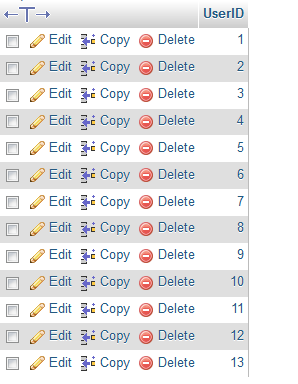 UserID
Edit Copy Delete 1
Edit Copy Delete 2
Edit Copy Delete 3
Edit Copy Delete 4
Edit Copy Delete 5
Edit Copy Delete 6
Edit Copy Delete 7
Edit Copy Delete 8
Edit Copy Delete 9
Edit Copy Delete 10
Edit Copy Delete 11
Edit Copy Delete 12
Edit Copy Delete 13